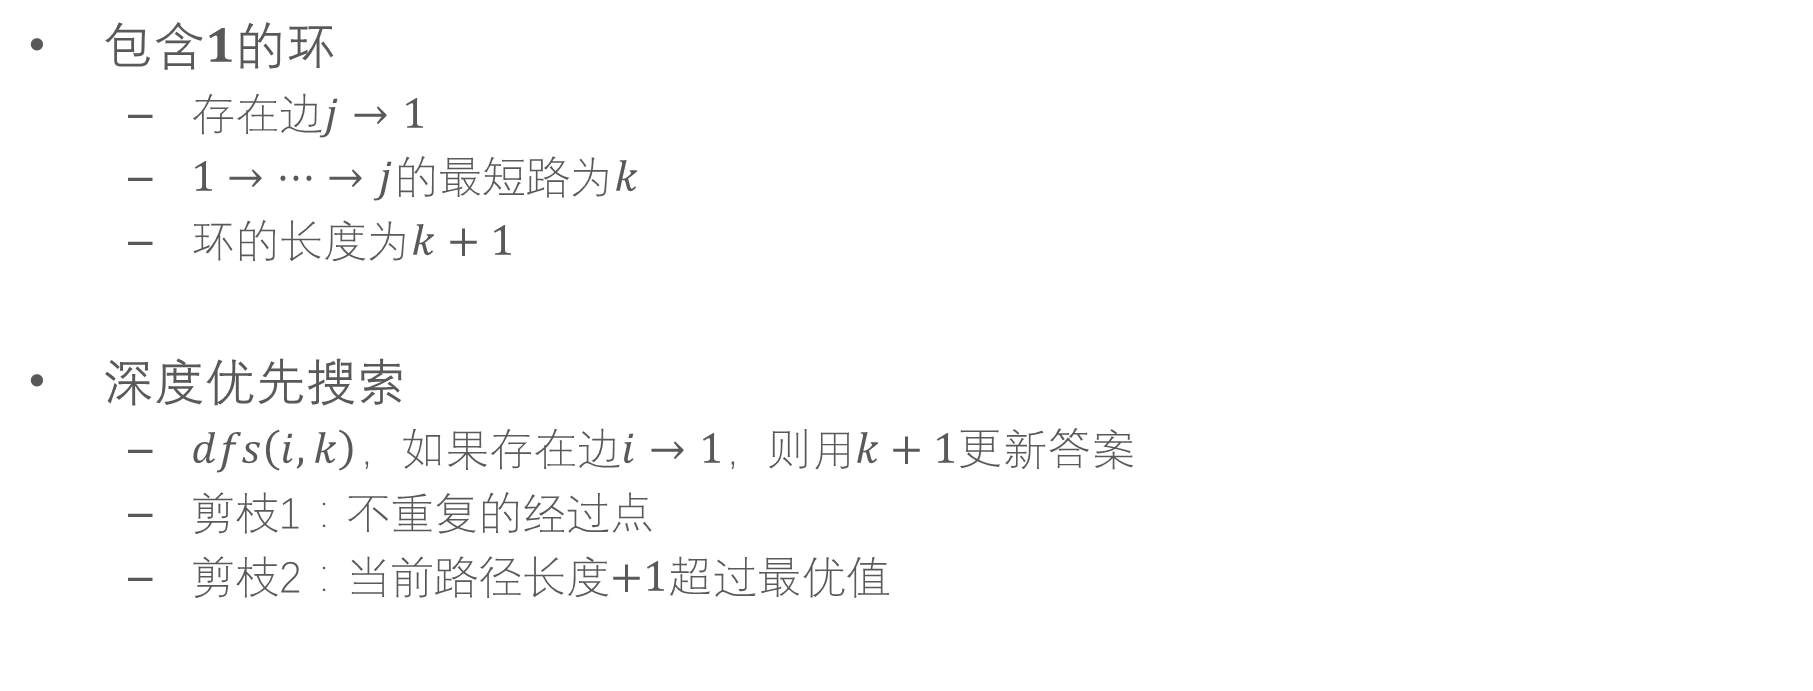 • 包含1的环
– 存在边j → 1
– 1 → ⋯ → j的最短路为k
– 环的长度为k + 1
• 深度优先搜索
– dfs(i, k)，如果存在边i → 1，则用k + 1更新答案
– 剪枝1：不重复的经过点
– 剪枝2：当前路径长度+1超过最优值